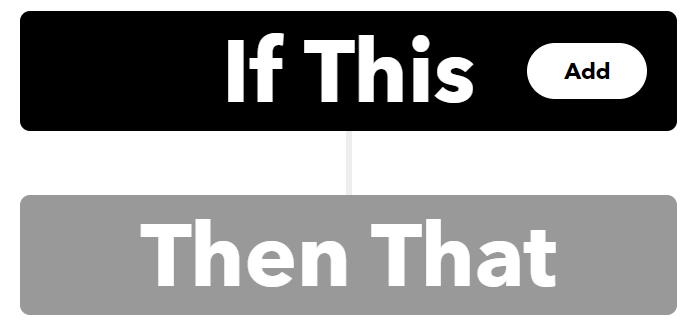 If This
Add
Then That